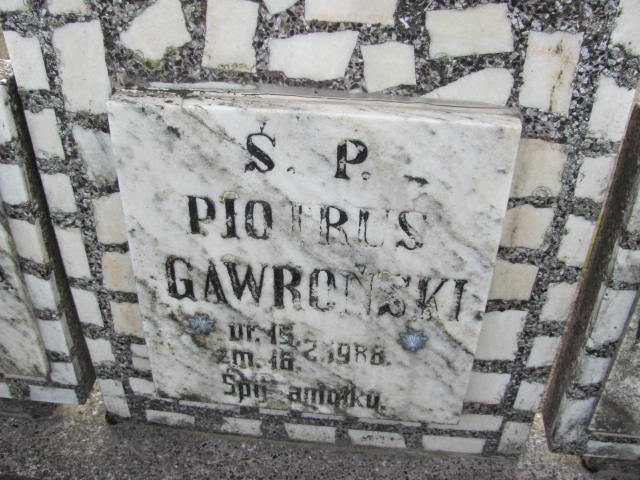 Ś. P.
PIOTRUŚ
GAWROŃSKI
ur. 15.
2.1988.
zm. 16.
Śpij aniołku.